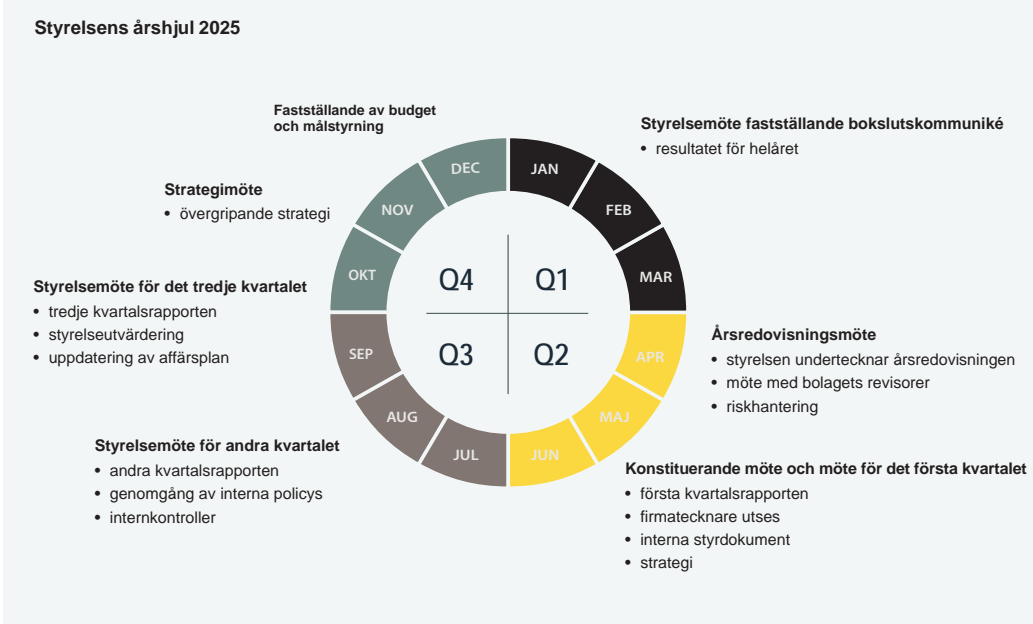 Styrelsens årshjul 2025
Fastställande av budget
och målstyrning
Styrelsemöte fastställande bokslutskommuniké
• resultatet för helåret
Strategimöte
• övergripande strategi
Styrelsemöte för det tredje kvartalet
• tredje kvartalsrapporten
• styrelseutvärdering
• uppdatering av affärsplan
Årsredovisningsmöte
• styrelsen undertecknar årsredovisningen
• möte med bolagets revisorer
• riskhantering
Styrelsemöte för andra kvartalet
• andra kvartalsrapporten
• genomgång av interna policys
• internkontroller
Konstituerande möte och möte för det första kvartalet
• första kvartalsrapporten
• firmatecknare utses
• interna styrdokument
• strategi
JAN
FEB
MAR
APR
MAJ
JUN
JUL
AUG
SEP
OKT
NOV
DEC
Q4
Q1
Q3
Q2